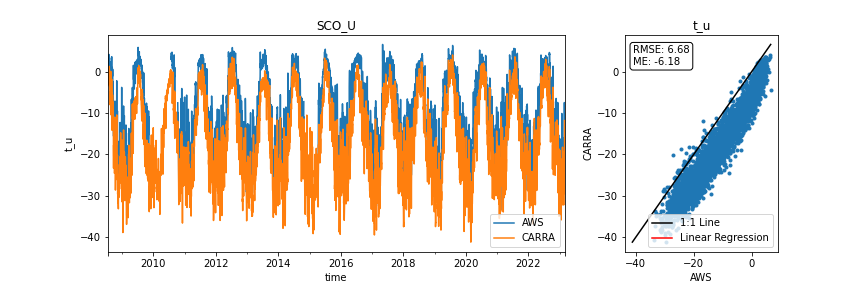 SCO_U
t_u
0
−10
−20
−30
−40
2010
2012
2014
2016
2018
2020
2022
time
AWS
CARRA
t_u
RMSE: 6.68
ME: -6.18
CARRA
0
−10
−20
−30
−40
−40
−20
0
AWS
1:1 Line
Linear Regression